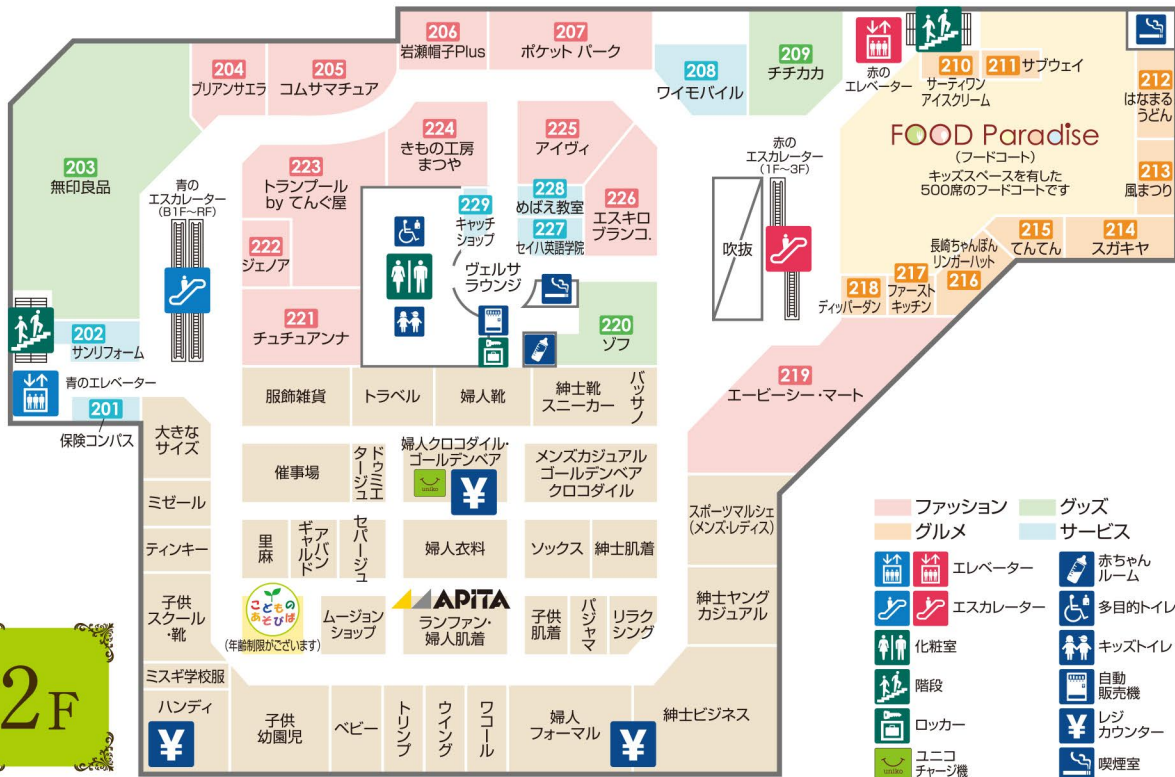 206
岩瀬帽子Plus
207
ポケット パーク
204
ブリアンサエラ
205
コムサマチュア
208
ワイモバイル
209
チチカカ
赤の
エレベーター
210
サーティワン
アイスクリーム
211 サブウェイ
212
はなまる
うどん
FOOD Paradise
(フードコート)
キッズスペースを有した
500席のフードコートです
213
風まつり
203
無印良品
青の
エスカレーター
(B1F~RF)
223
トランプール
by てんぐ屋
224
きもの工房
まつや
225
アイヴィ
228
めばえ教室
229
キャッチ
ショップ
227
セイハ英語学院
226
エスキロ
ブランコ.
赤の
エスカレーター
(1F~3F)
吹抜
222
ジェノア
ヴェルサ
ラウンジ
215
てんてん
214
スガキヤ
長崎ちゃんぽん
リンガーハット
216
217
ファースト
キッチン
218
ディッパーダン
202
サンリフォーム
221
チュチュアンナ
220
ゾフ
219
エービーシー・マート
青のエレベーター
201
保険コンパス
大きな
サイズ
服飾雑貨
トラベル
婦人靴
紳士靴
スニーカー
バッサノ
催事場
ドゥミエ
タージュ
婦人クロコダイル・
ゴールデンベア
unico
¥
メンズカジュアル
ゴールデンベア
クロコダイル
ミゼール
スポーツマルシェ
(メンズ・レディス)
ティンキー
里麻
アバン
ギャルド
セパージュ
婦人衣料
ソックス
紳士肌着
子供
スクール
・靴
こどもの
あそびば
(年齢制限がございます)
ムージョン
ショップ
APiTA
ランファン・
婦人肌着
子供
肌着
パジャマ
リラク
シング
紳士ヤング
カジュアル
ミスギ学校服
ハンディ
¥
子供
幼園児
ベビー
トリンプ
ウイング
ワコール
婦人
フォーマル
¥
紳士ビジネス
2F
ファッション
グッズ
グルメ
サービス
エレベーター
赤ちゃん
ルーム
エスカレーター
多目的トイレ
化粧室
キッズトイレ
階段
自動
販売機
ロッカー
¥
レジ
カウンター
unico
ユニコ
チャージ機
喫煙室